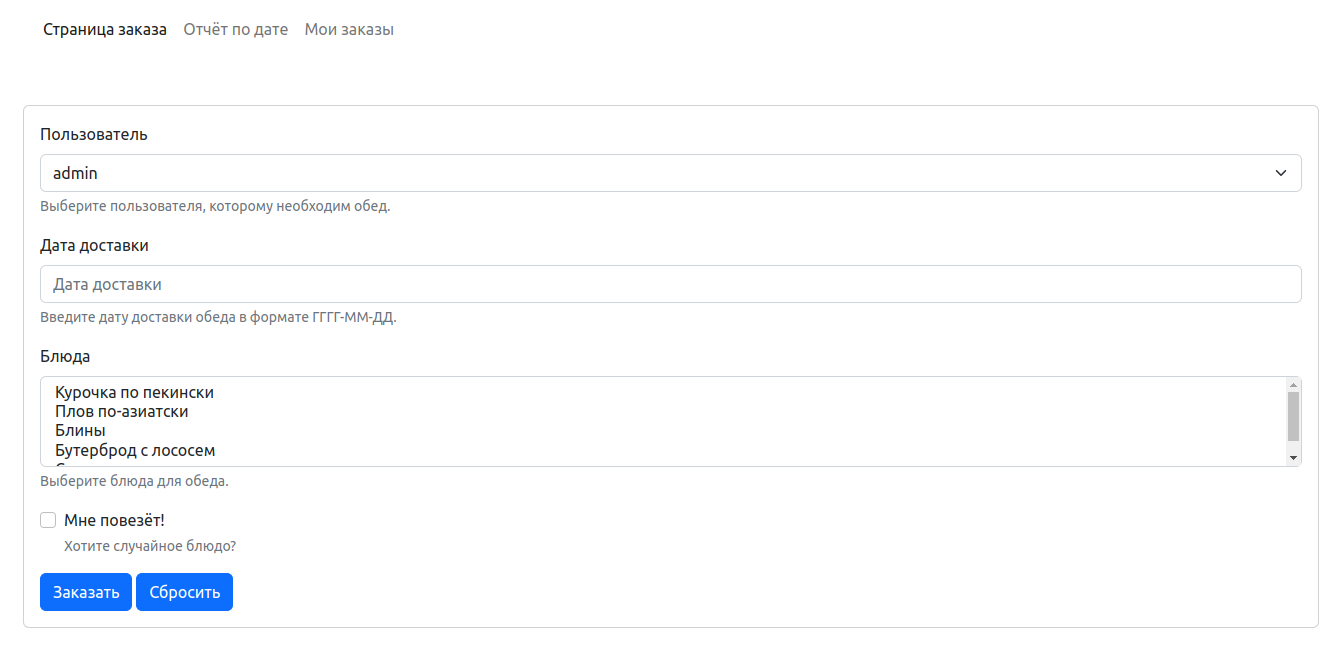 Страница заказа Отчёт по дате Мои заказы
Пользователь
admin
Выберите пользователя, которому необходим обед.
Дата доставки
Дата доставки
Введите дату доставки обеда в формате ГГГГ-ММ-ДД.
Блюда
Курочка по пекински
Плов по-азиатски
Блины
Бутерброд с лососем
Выберите блюда для обеда.
Мне повезёт!
Хотите случайное блюдо?
Заказать Сбросить